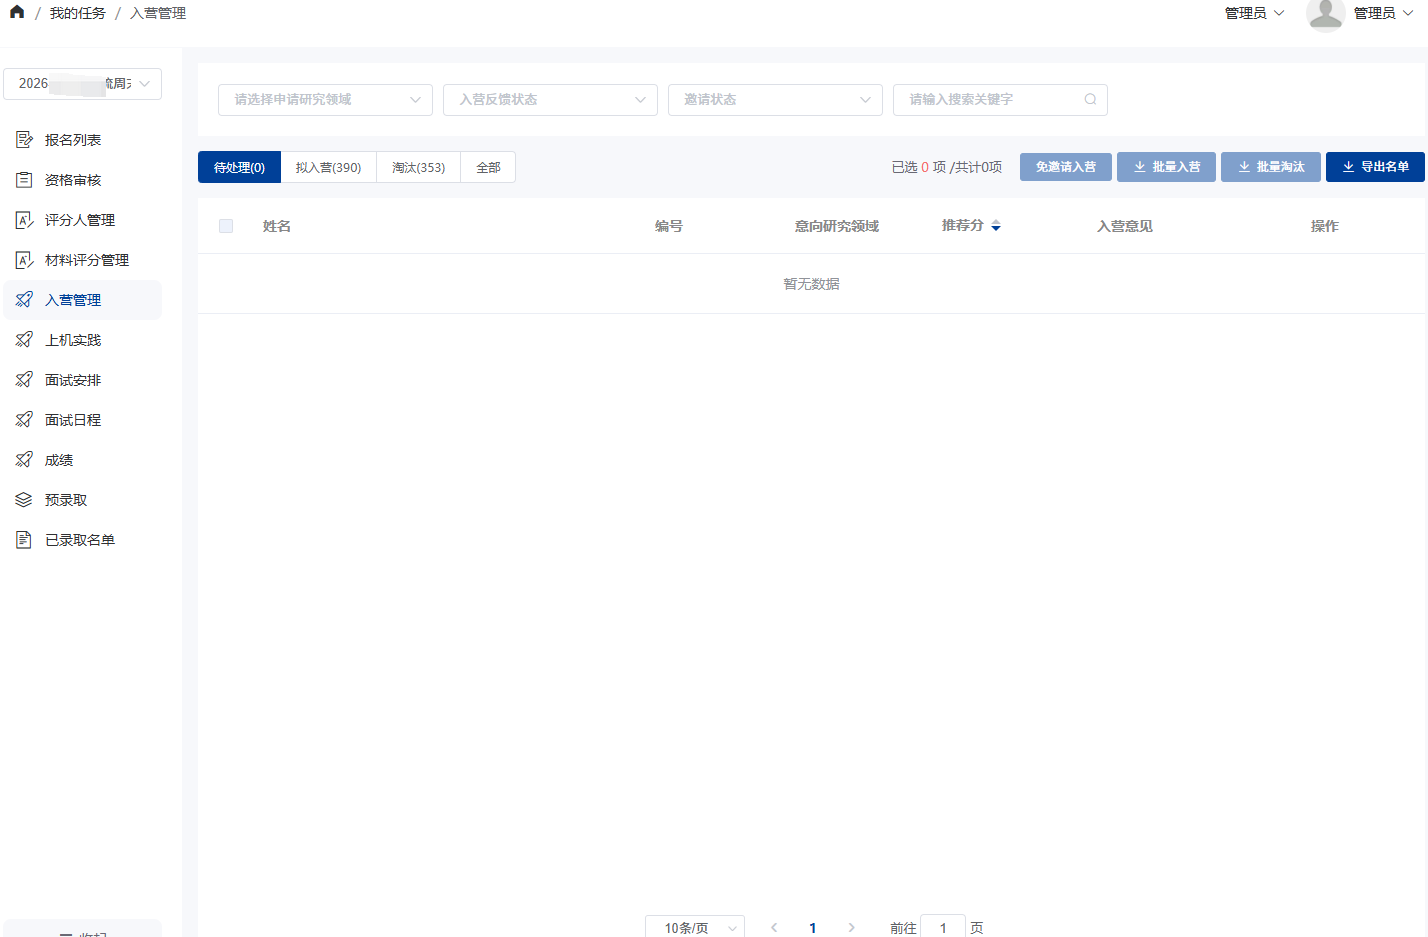 / 我的任务 / 入营管理
管理员 管理员
2026 流周末
请选择申请研究领域 入营反馈状态 邀请状态 请输入搜索关键字
报名列表
资格审核
评分人管理
材料评分管理
入营管理
上机实践
面试安排
面试日程
成绩
预录取
已录取名单
待处理(0) 拟入营(390) 淘汰(353) 全部
已选 0 项 /共计0项 免邀请入营 批量入营 批量淘汰 导出名单
姓名 编号 意向研究领域 推荐分 入营意见 操作
暂无数据
10条/页 1 前往 1 页